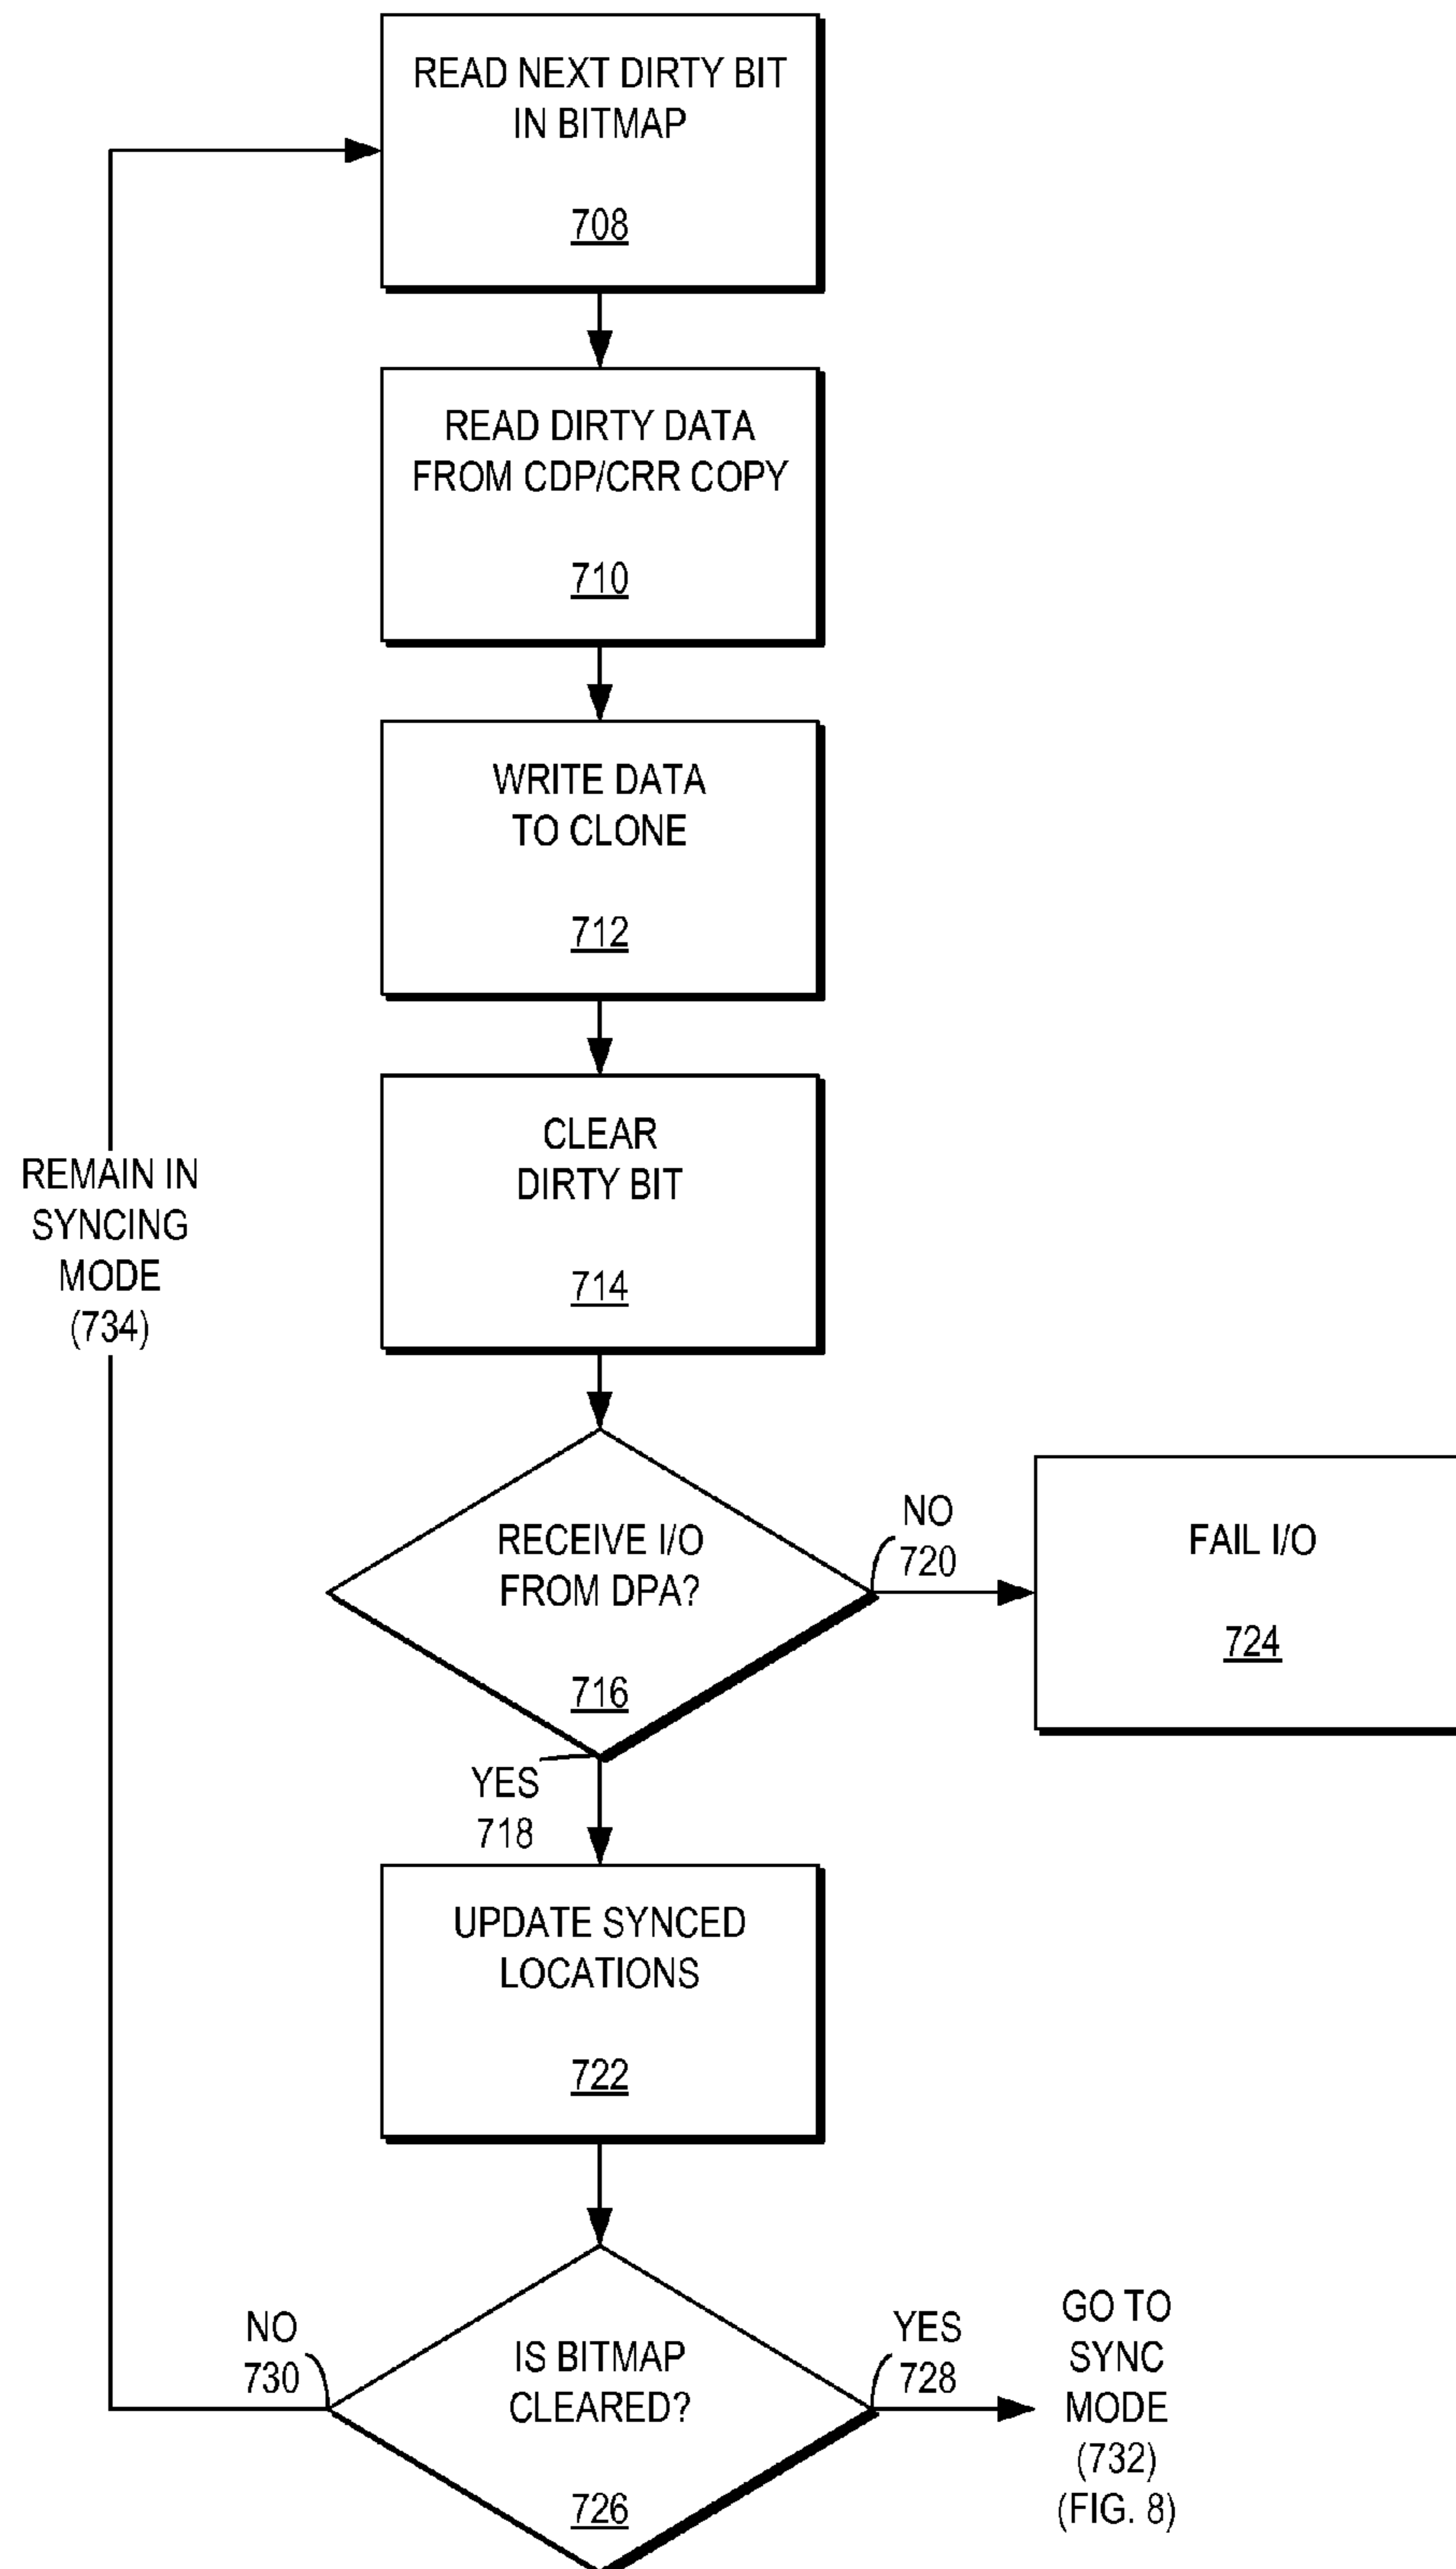 READ NEXT DIRTY BIT
IN BITMAP
708
READ DIRTY DATA
FROM CDP/CRR COPY
710
WRITE DATA
TO CLONE
712
CLEAR
DIRTY BIT
714
REMAIN IN
SYNCING
MODE
(734)
RECEIVE I/O
FROM DPA?
716
NO
720
FAIL I/O
724
YES
718
UPDATE SYNCED
LOCATIONS
722
NO
730
IS BITMAP
CLEARED?
726
YES
728
GO TO
SYNC
MODE
(732)
(FIG. 8)